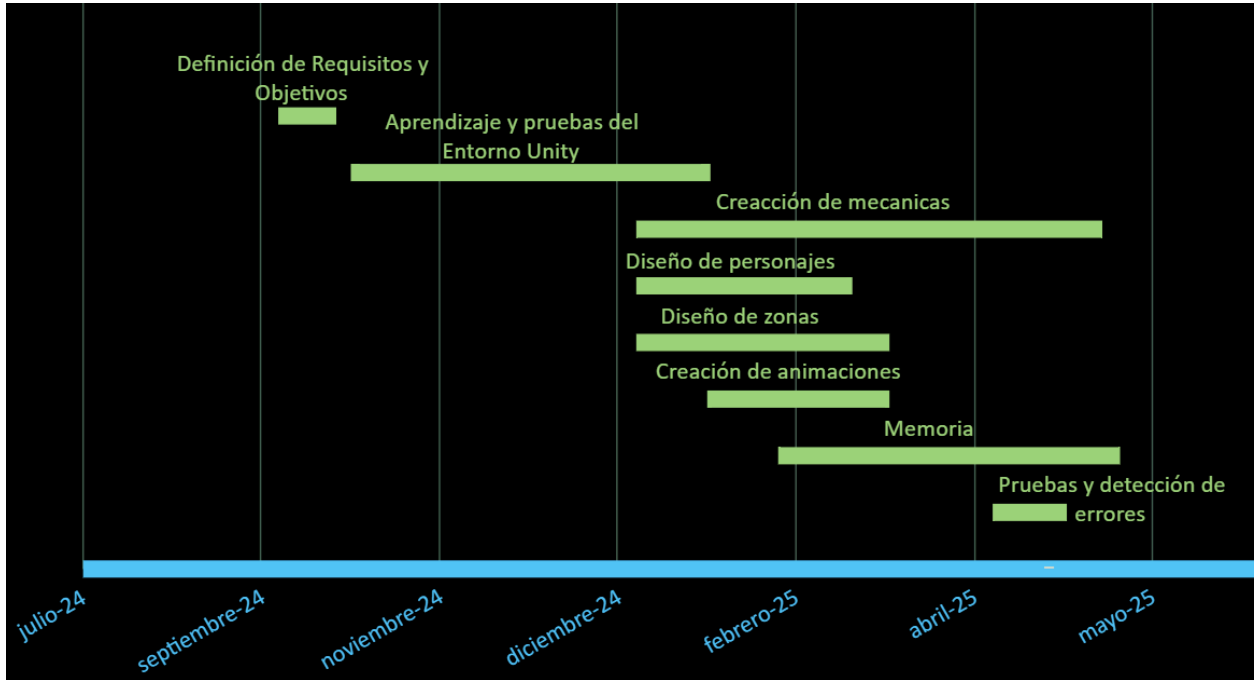 Definición de Requisitos y
Objetivos
Aprendizaje y pruebas del
Entorno Unity
Creacción de mecanicas
Diseño de personajes
Diseño de zonas
Creación de animaciones
Memoria
Pruebas y detección de
errores
julio-24
septiembre-24
noviembre-24
diciembre-24
febrero-25
abril-25
mayo-25